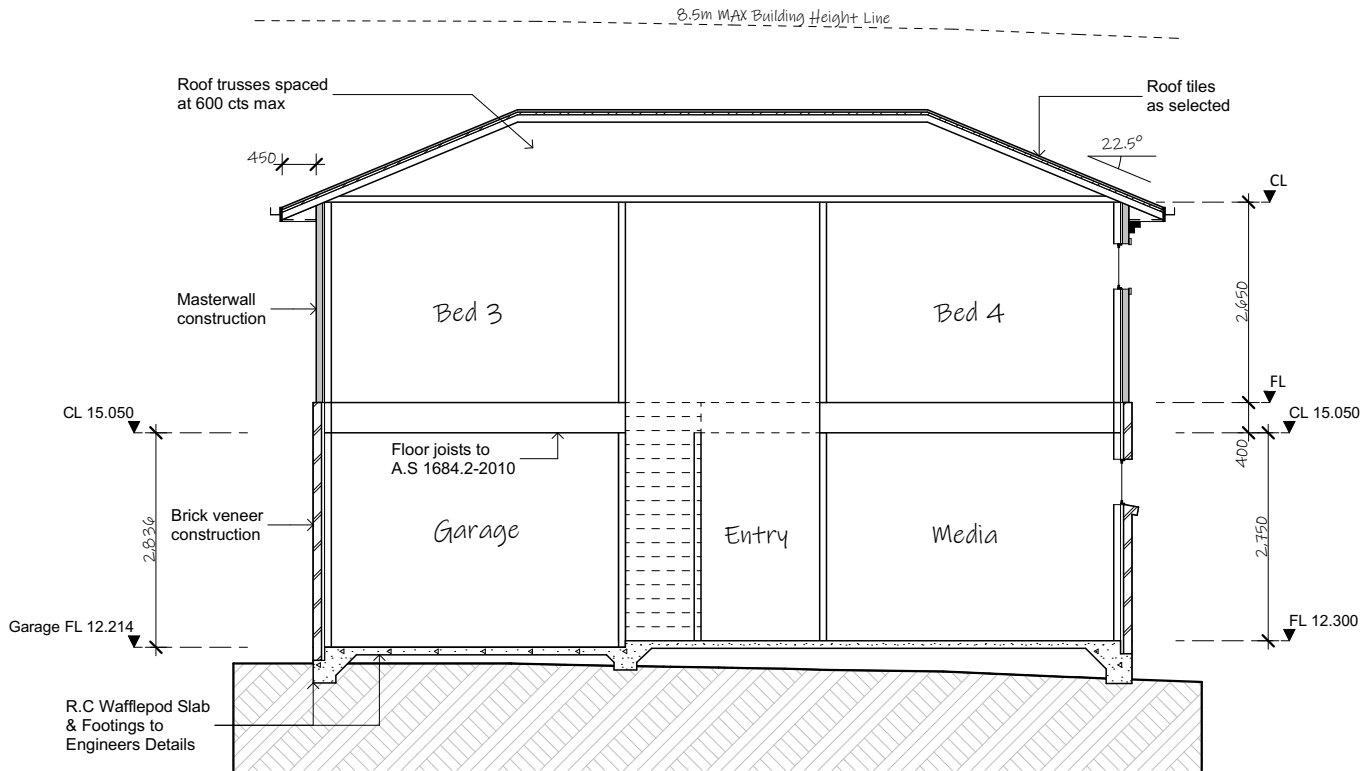 8.5m MAX Building Height Line
Roof trusses spaced
at 600 cts max
Roof tiles
as selected
450
22.5°
CL
Masterwall
construction
Bed 3
Bed 4
2,650
FL
CL 15.050
CL 15.050
400
Floor joists to
A.S 1684.2-2010
Brick veneer
construction
2,836
Garage
Entry
Media
2,750
Garage FL 12.214
FL 12.300
R.C Wafflepod Slab
& Footings to
Engineers Details